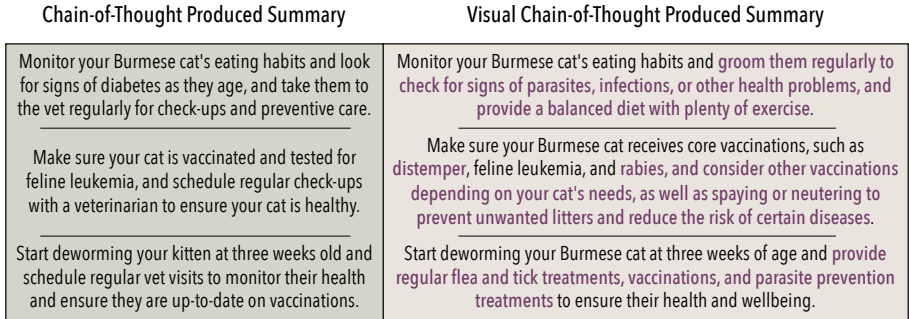 Chain-of-Thought Produced Summary
Visual Chain-of-Thought Produced Summary
Monitor your Burmese cat's eating habits and look
for signs of diabetes as they age, and take them to
the vet regularly for check-ups and preventive care.
Make sure your cat is vaccinated and tested for
feline leukemia, and schedule regular check-ups
with a veterinarian to ensure your cat is healthy.
Start deworming your kitten at three weeks old and
schedule regular vet visits to monitor their health
and ensure they are up-to-date on vaccinations.
Monitor your Burmese cat's eating habits and groom them regularly to
check for signs of parasites, infections, or other health problems, and
provide a balanced diet with plenty of exercise.
Make sure your Burmese cat receives core vaccinations, such as
distemper, feline leukemia, and rabies, and consider other vaccinations
depending on your cat's needs, as well as spaying or neutering to
prevent unwanted litters and reduce the risk of certain diseases.
Start deworming your Burmese cat at three weeks of age and provide
regular flea and tick treatments, vaccinations, and parasite prevention
treatments to ensure their health and wellbeing.